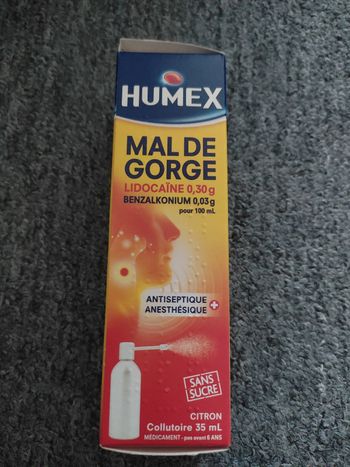 HUMEX
MAL DE
GORGE
LIDOCAÏNE 0,30 g
BENZALKONIUM 0,03 g
pour 100 mL
ANTISEPTIQUE
ANESTHÉSIQUE
SANS
SUCRE
CITRON
Collutoire 35 mL
MÉDICAMENT - pas avant 6 ANS